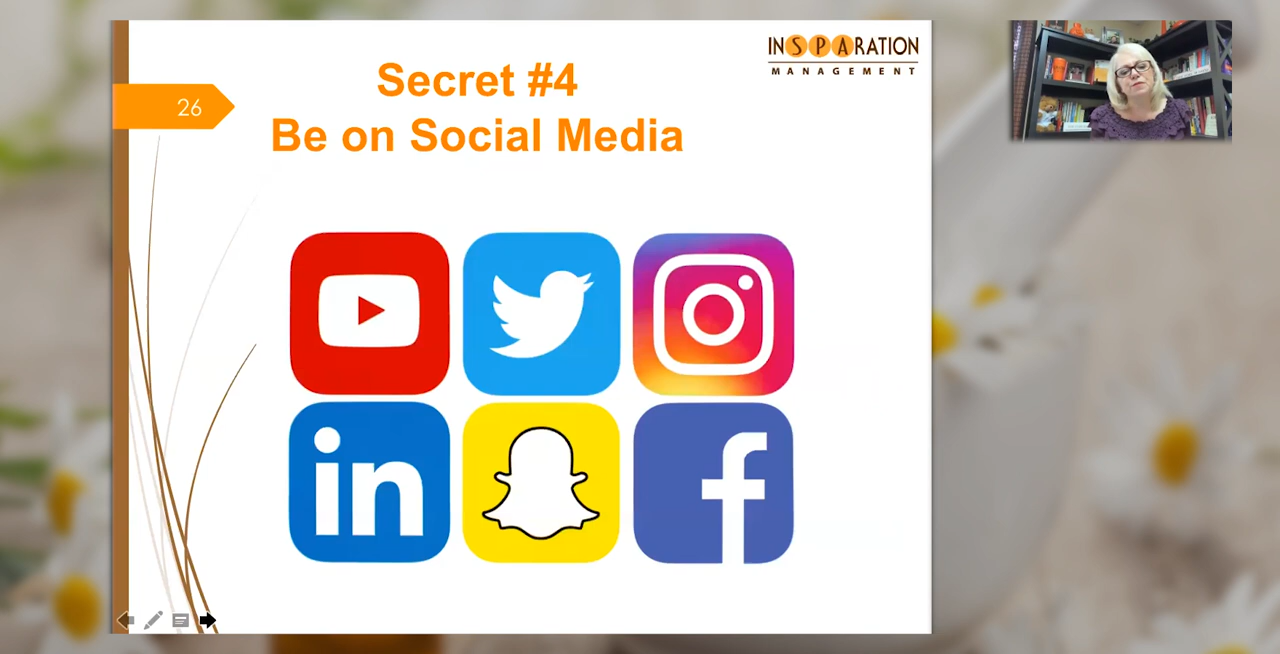 INSPARATION
MANAGEMENT
26
Secret #4
Be on Social Media
in
f